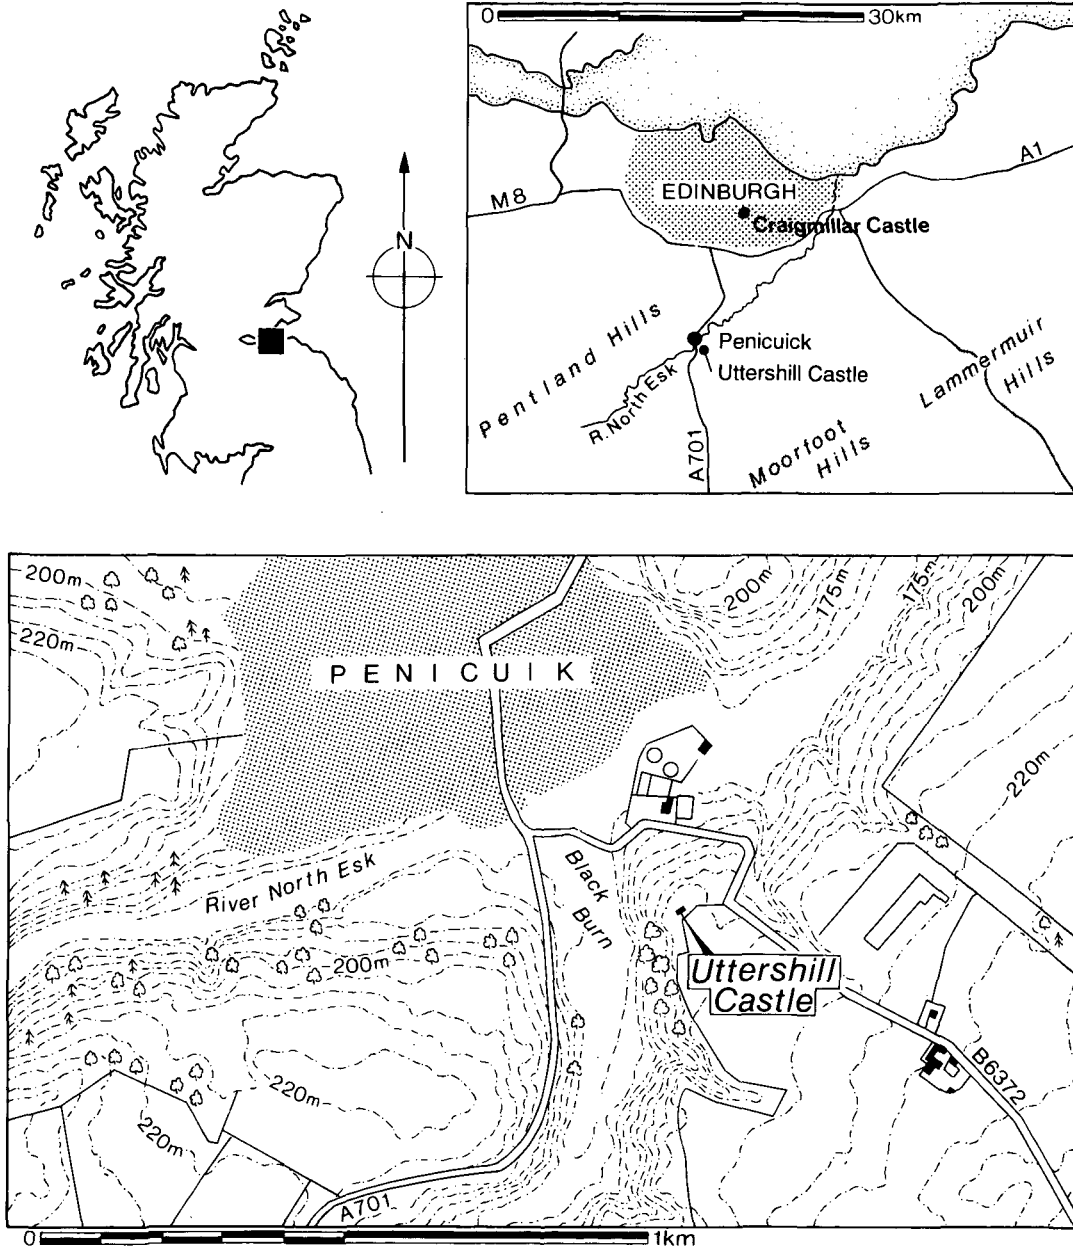 N
0 30km
M8
A1
EDINBURGH
Craigmillar Castle
Pentland Hills
Penicuick
Uttershill Castle
R. North Esk
A701
Moorfoot
Hills
Lammermuir
Hills
200m
220m
200m
175m
175m
200m
PENICUIK
220m
River North Esk
Black
Burn
200m
Uttershill
Castle
220m
220m
B6372
A701
0 1km